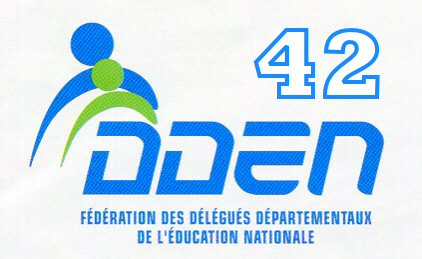 42
DDEN
FÉDÉRATION DES DÉLÉGUÉS DÉPARTEMENTAUX
DE L'ÉDUCATION NATIONALE